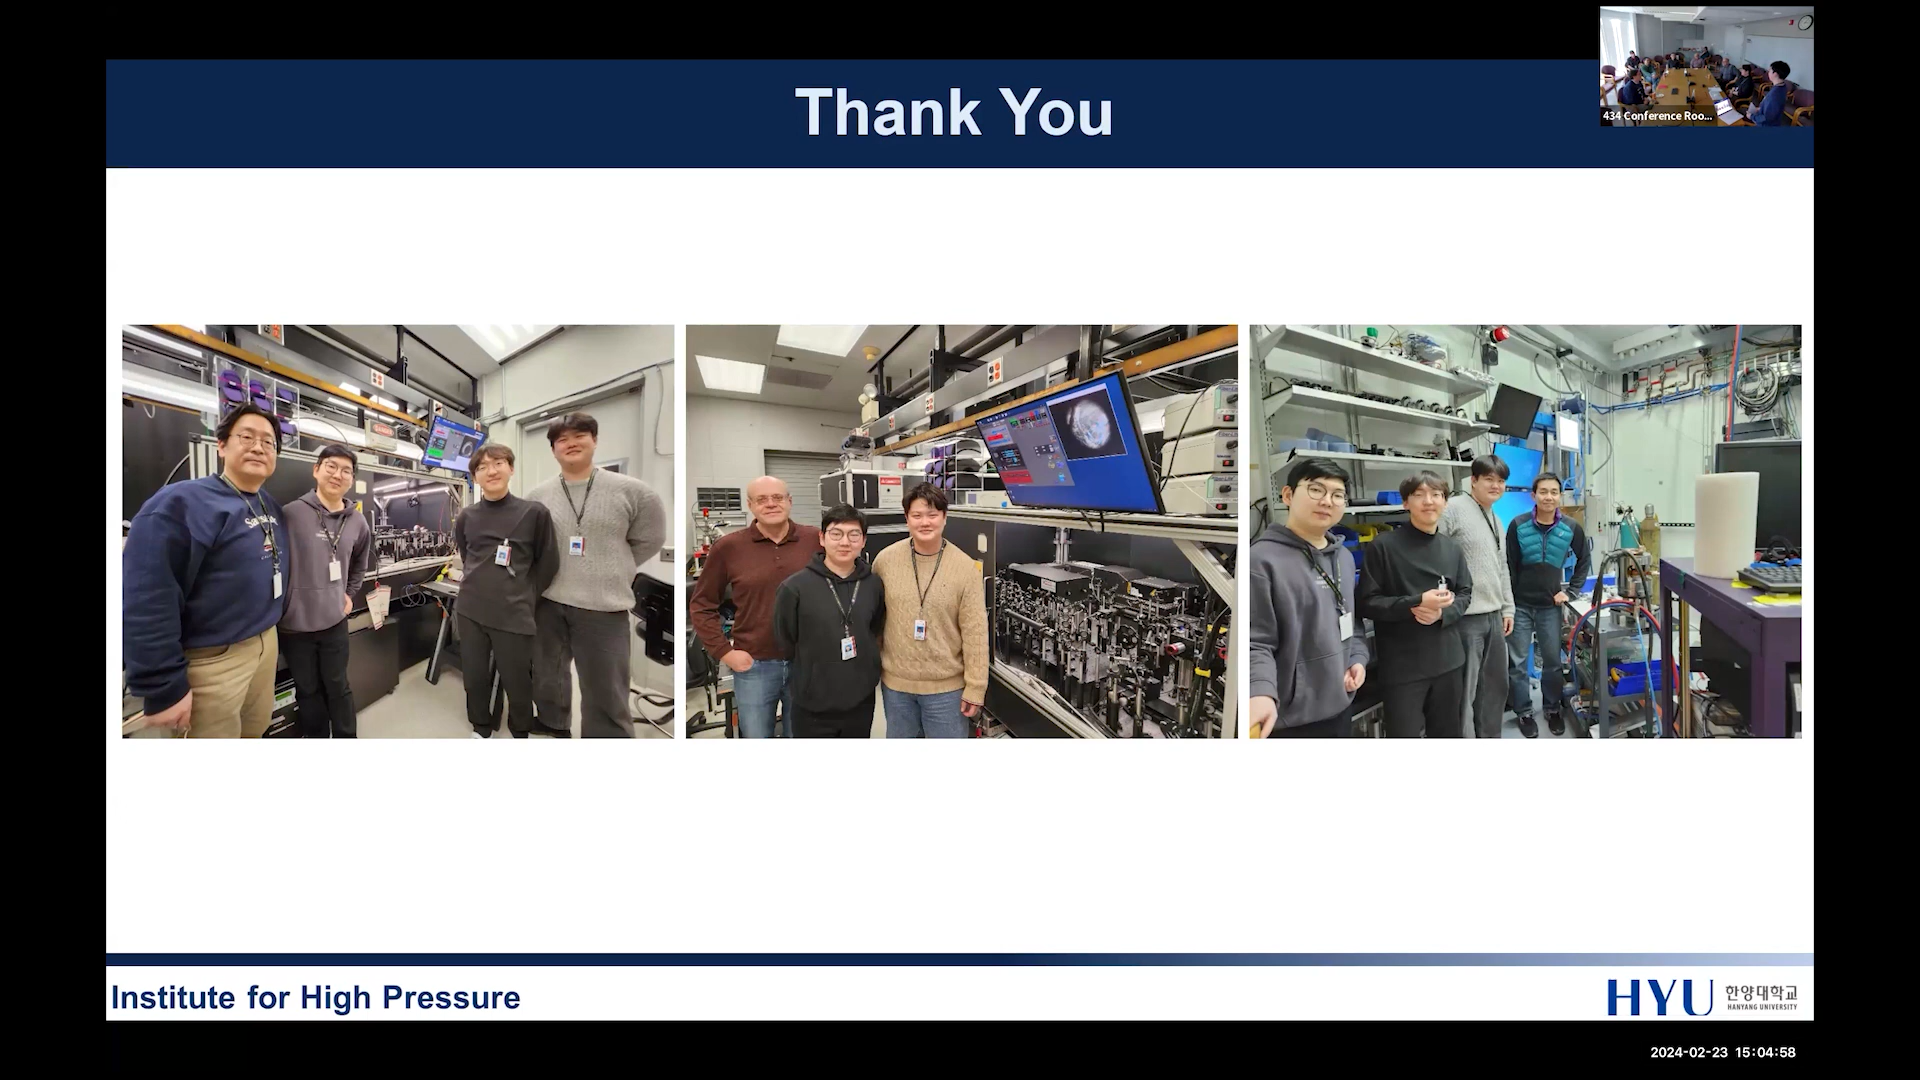 Thank You
434 Conference Roo...
Institute for High Pressure
HYU 한양대학교
HANYANG UNIVERSITY
2024-02-23 15:04:58